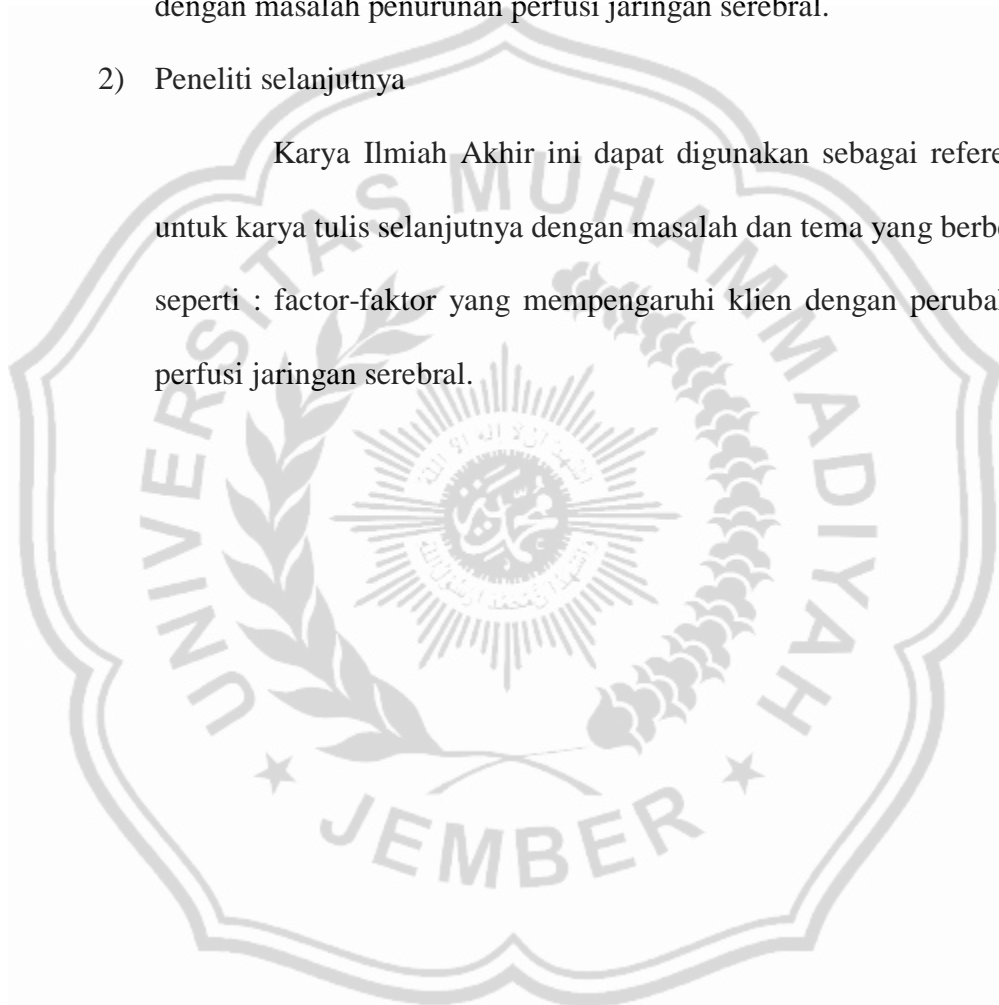 dengan masalah penurunan perfusi jaringan serebral.
2) Peneliti selanjutnya
Karya Ilmiah Akhir ini dapat digunakan sebagai refere
untuk karya tulis selanjutnya dengan masalah dan tema yang berb
seperti : factor-faktor yang mempengaruhi klien dengan peruba
perfusi jaringan serebral.
UNIVERSITAS MUHAMMADIYAH
JEMBER